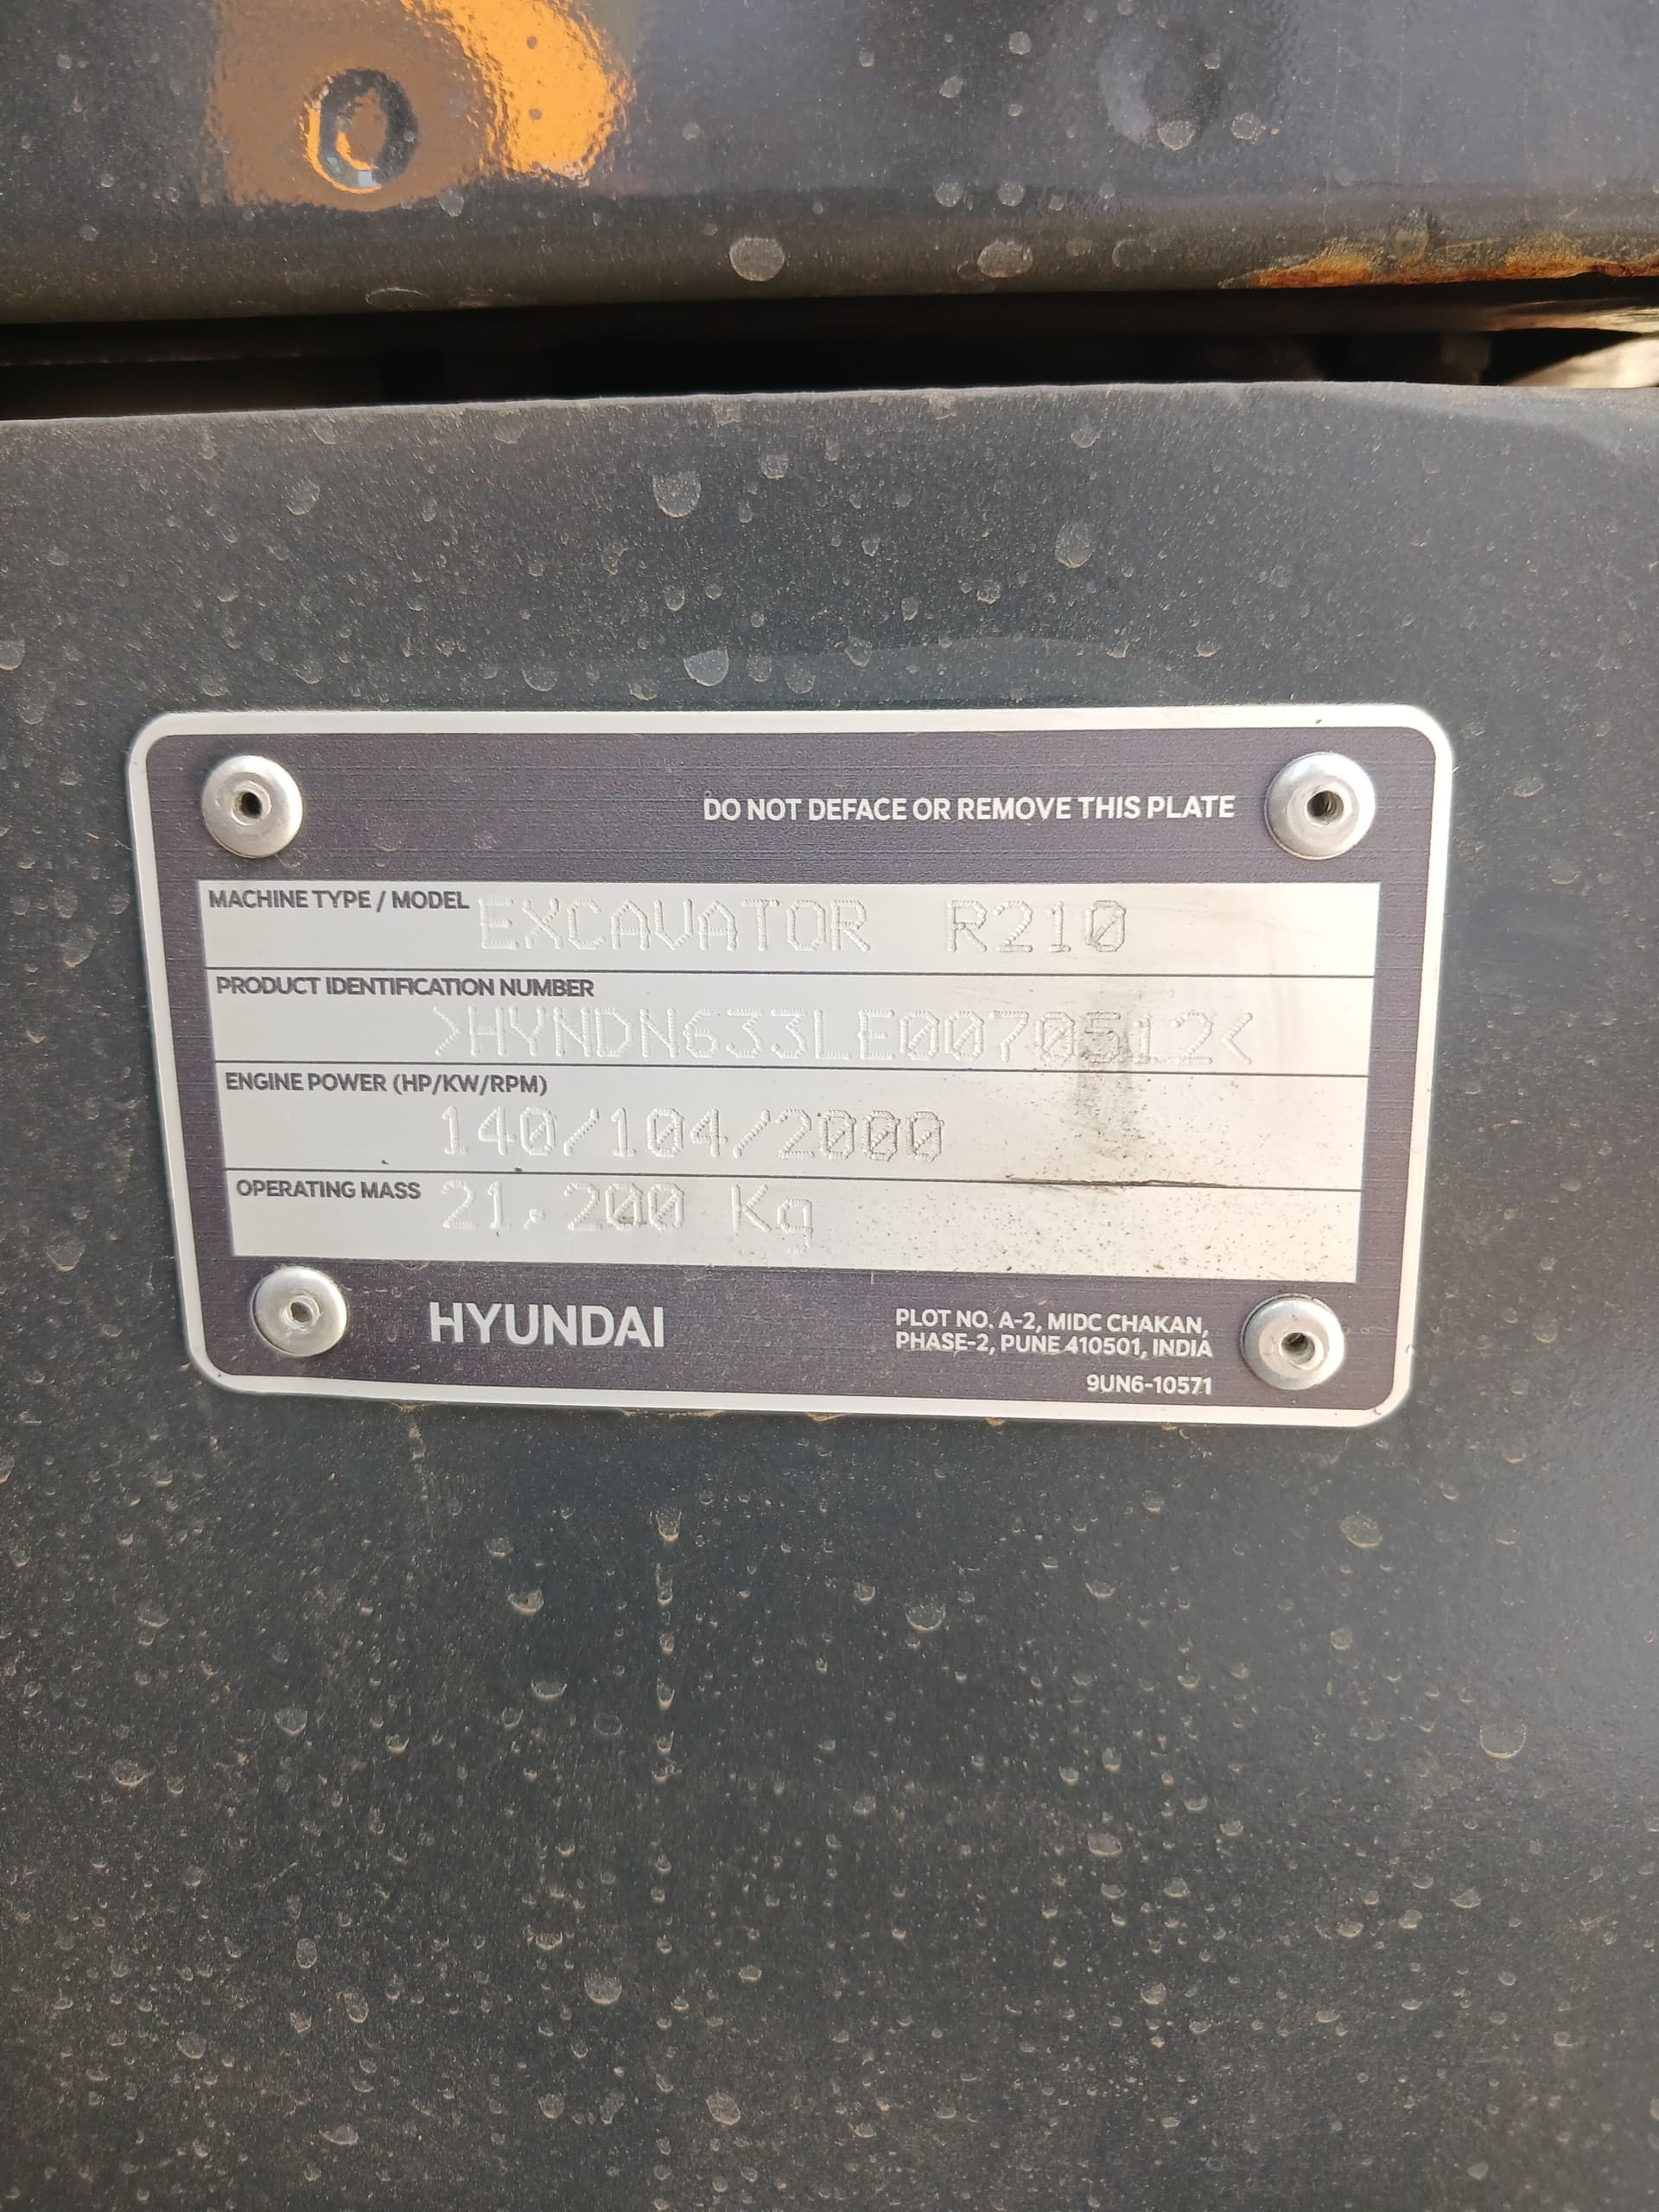 DO NOT DEFACE OR REMOVE THIS PLATE
MACHINE TYPE / MODEL EXCAVATOR R210
PRODUCT IDENTIFICATION NUMBER
>HYNDN633LE0070512<
ENGINE POWER (HP/KW/RPM)
140/104/2000
OPERATING MASS 21,200 Kg
HYUNDAI
PLOT NO. A-2, MIDC CHAKAN,
PHASE-2, PUNE 410501, INDIA
9UN6-10571